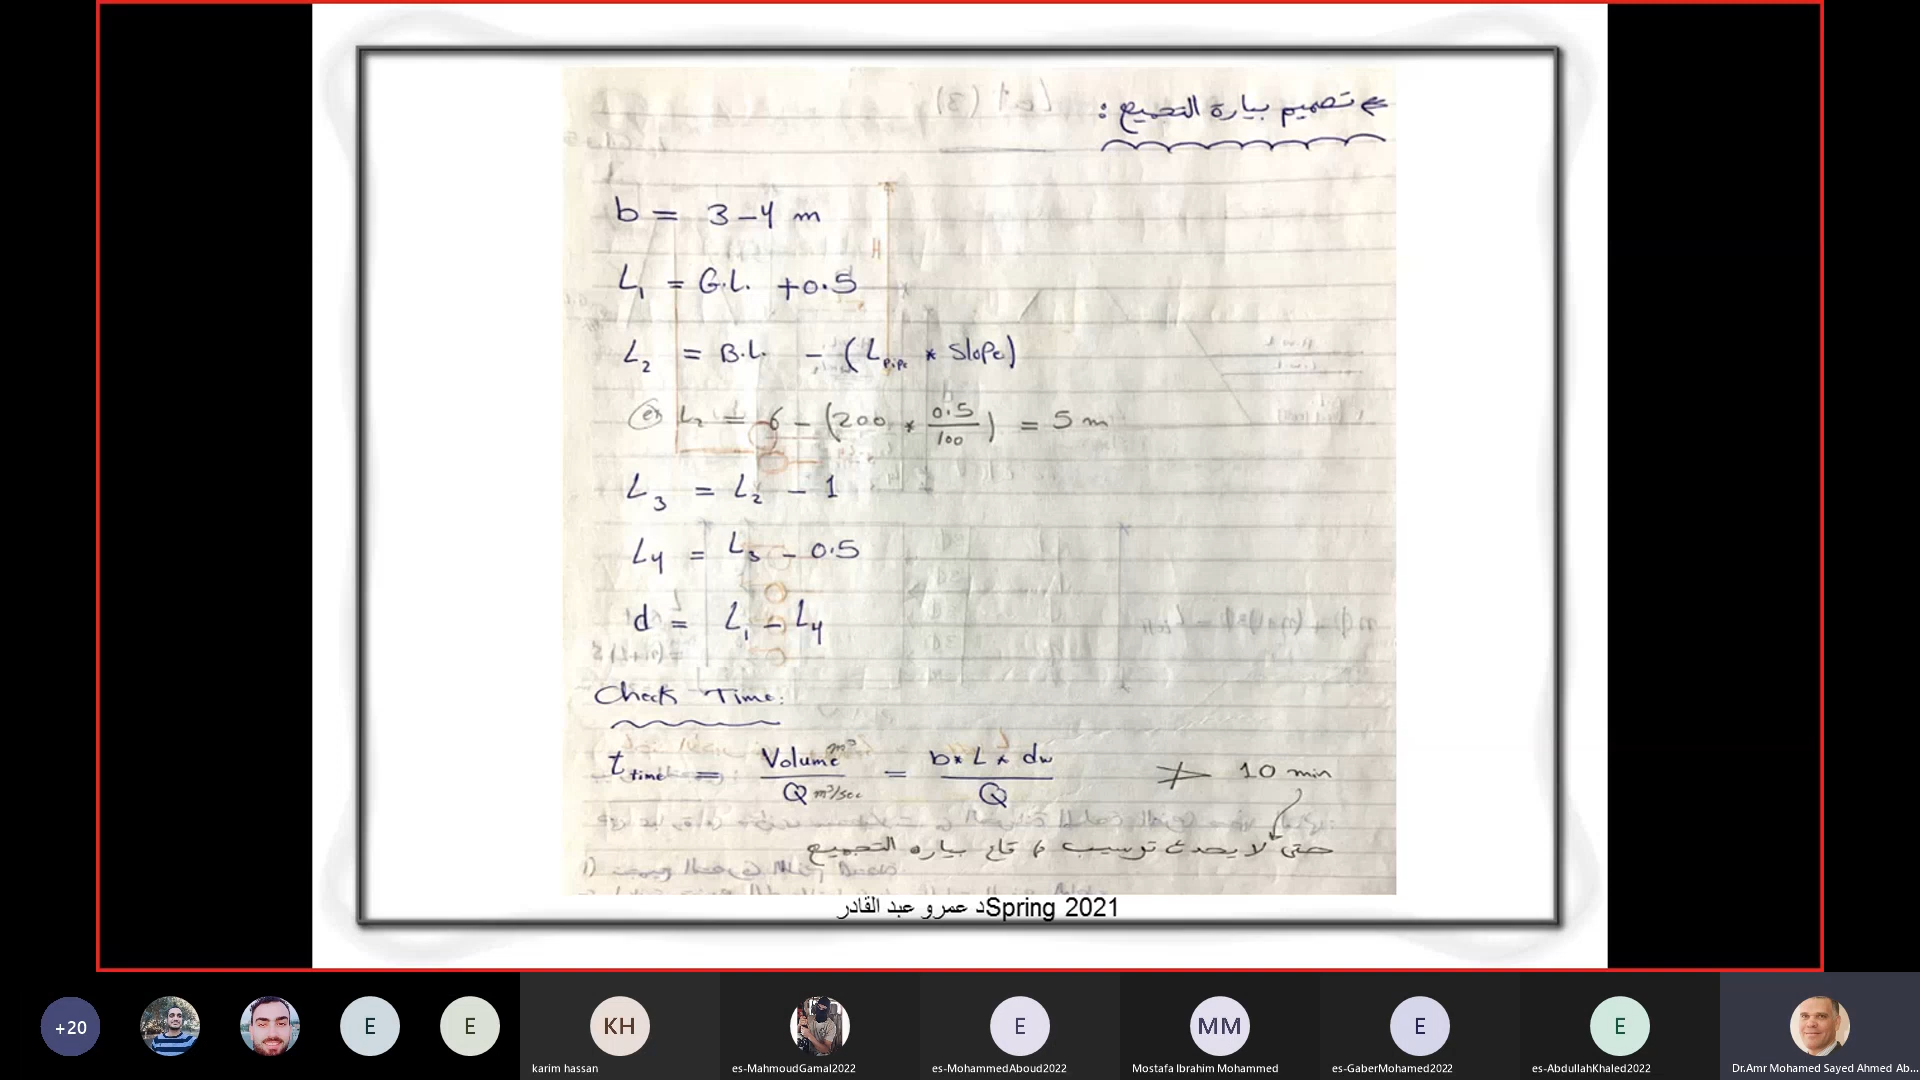 تصميم بيارة التجميع :
b = 3-4 m
L1 = G.L. +0.5
L2 = B.L. - (Lpipe * Slope)
ex L2 = 6 - (200 * 0.5/100) = 5 m
L3 = L2 - 1
L4 = L3 - 0.5
d = L1 - L4
Check Time:
t time = Volume m³ / Q m³/sec = b* L * dw / Q ≯ 10 min
حتى لا يحدث ترسيب قاع بيارة التجميع
د عمرو عبد القادر Spring 2021
+20
E
E
KH
E
MM
E
E
karim hassan
es-MahmoudGamal2022
es-MohammedAboud2022
Mostafa Ibrahim Mohammed
es-GaberMohamed2022
es-AbdullahKhaled2022
Dr.Amr Mohamed Sayed Ahmed Ab...